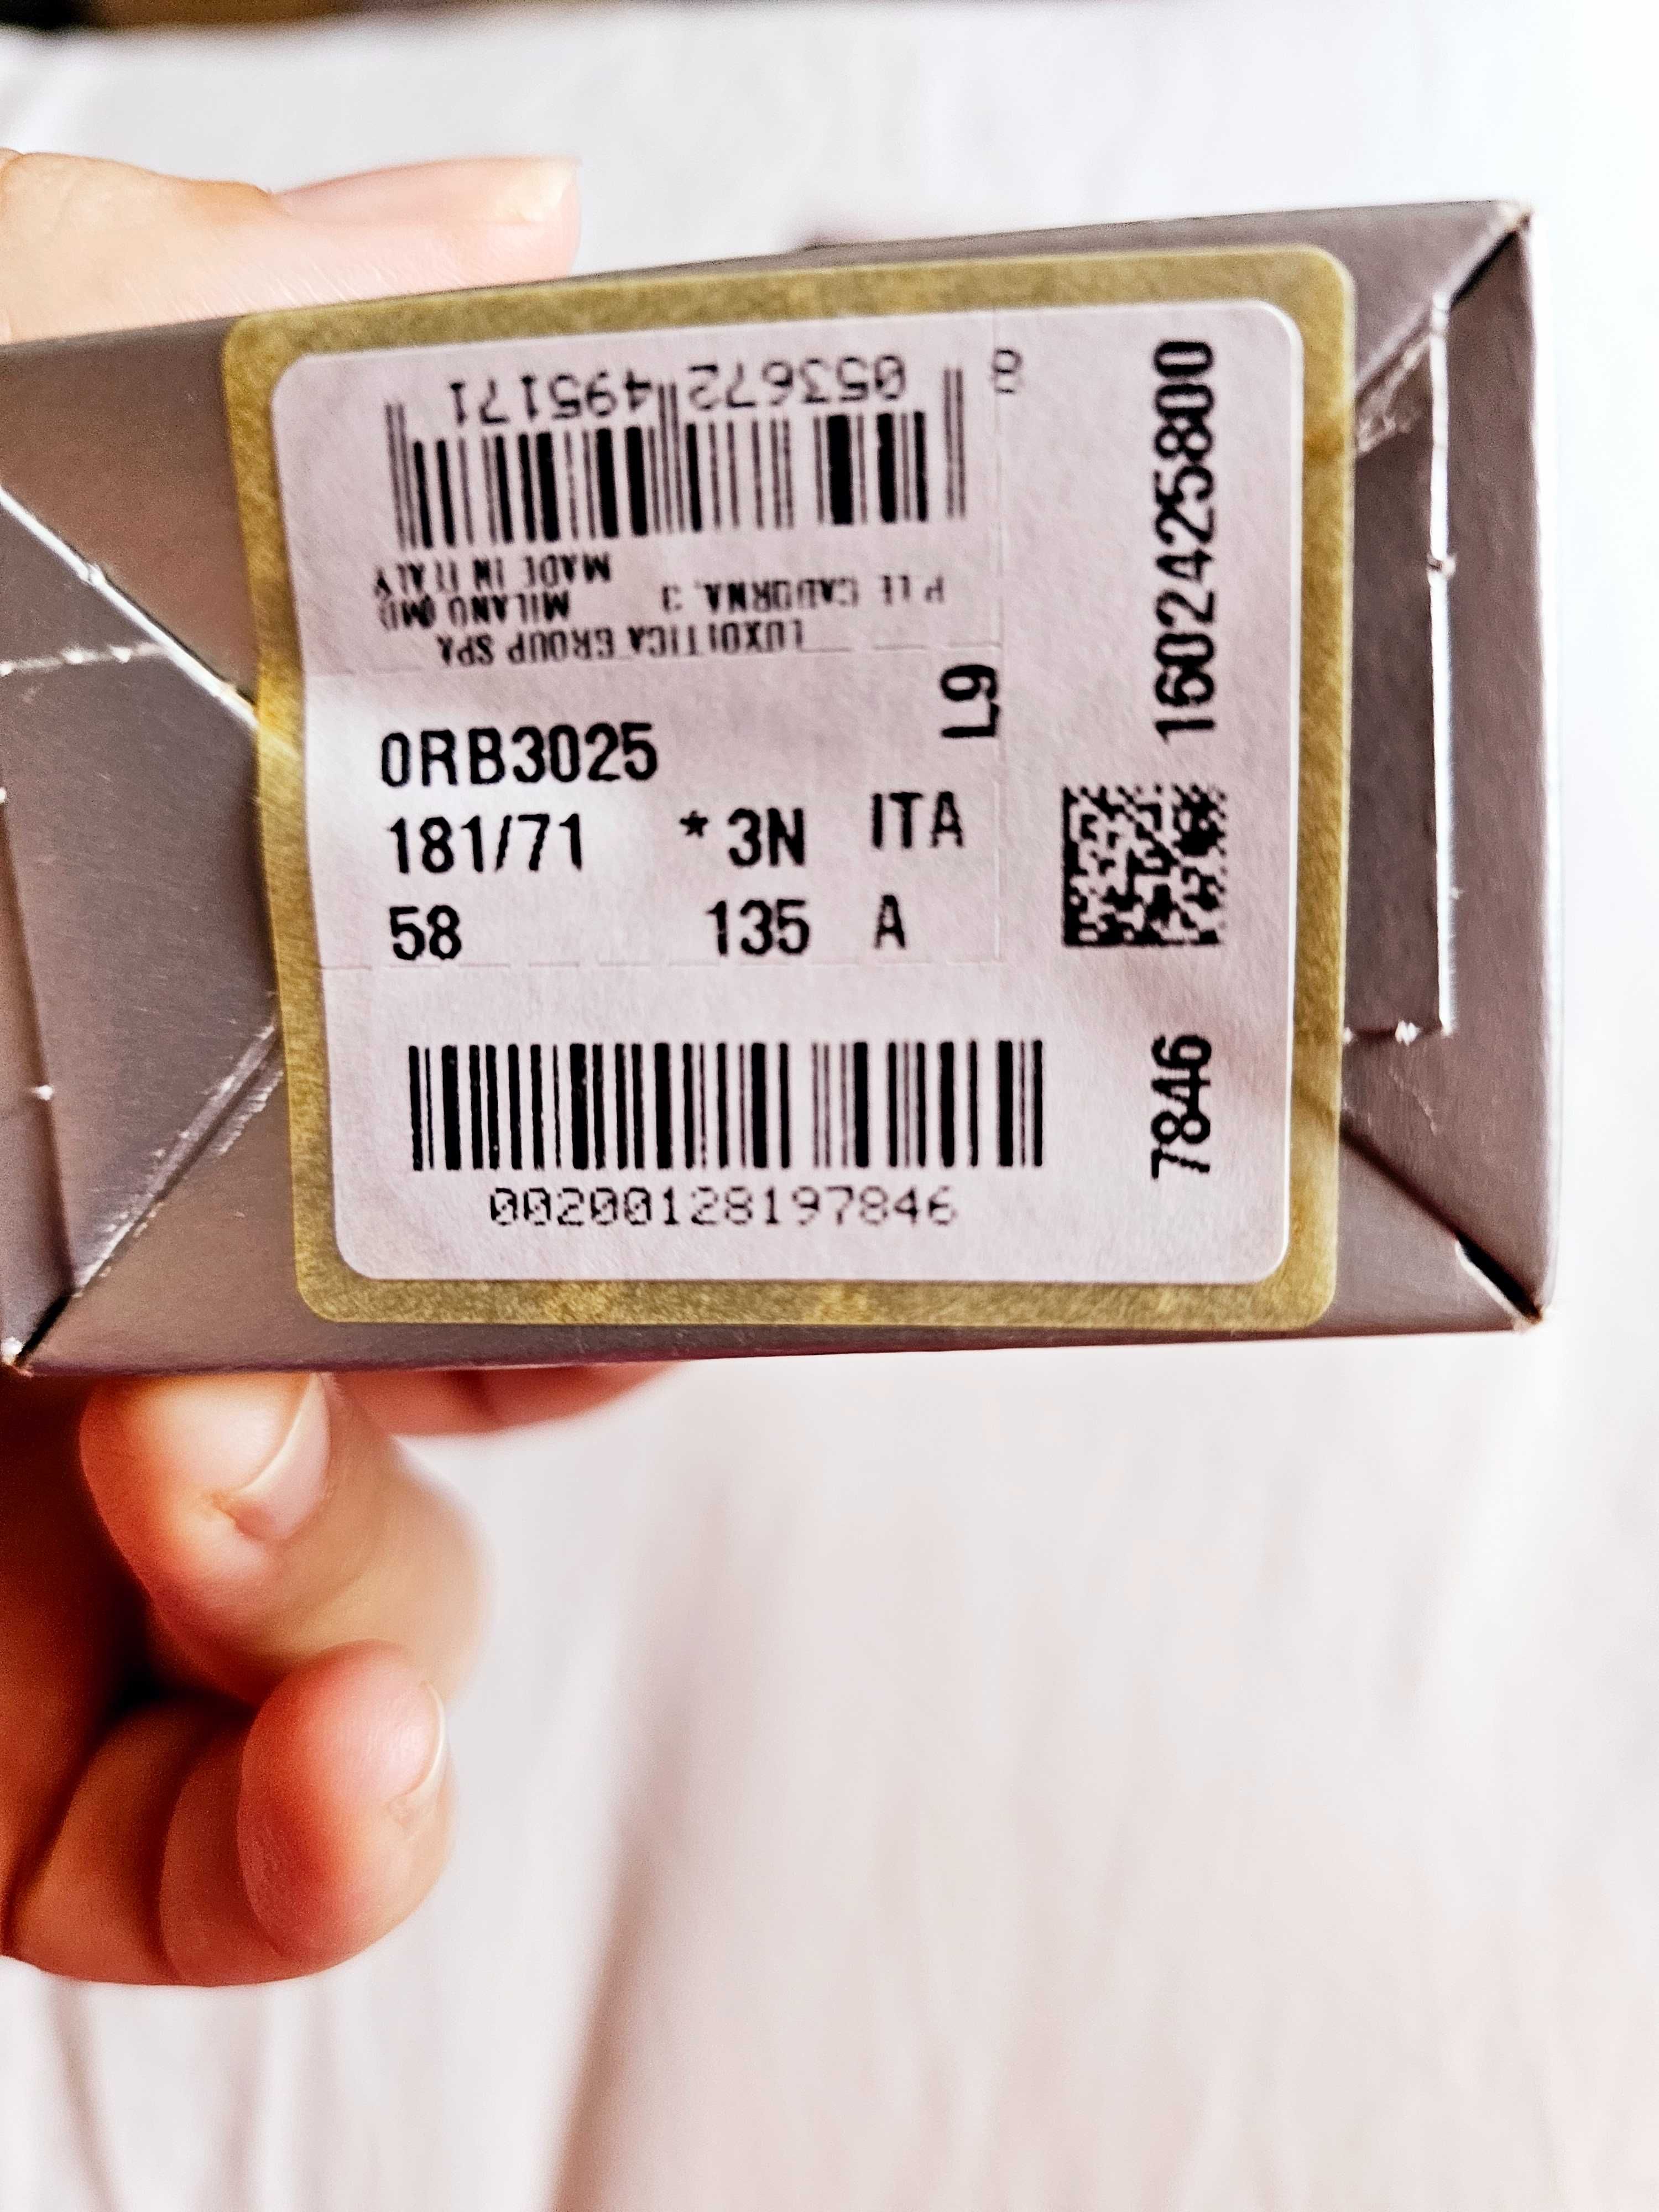 8 053672 495171
LUXOTTICA GROUP SPA
P.LE CADORNA, 3 MILANO (MI)
MADE IN ITALY
L9
0RB3025
181/71 *3N ITA
58 135 A
00200128197846
1602425800
7846